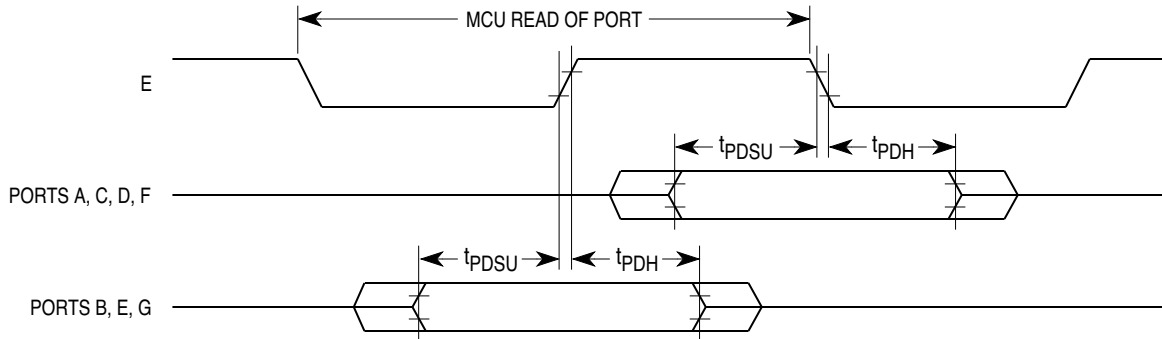 MCU READ OF PORT
E
tPDSU
tPDH
PORTS A, C, D, F
tPDSU
tPDH
PORTS B, E, G